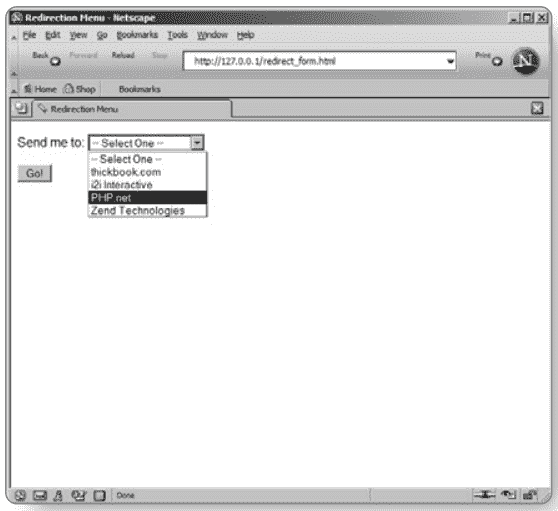 Redirection Menu - Netscape
File Edit View Go Bookmarks Tools Window Help
Back Forward Reload Stop http://127.0.0.1/redirect_form.html Print N
Home Shop Bookmarks
Redirection Menu
Send me to: -- Select One --
-- Select One --
thickbook.com
Go! i2i Interactive
PHP.net
Zend Technologies
Done